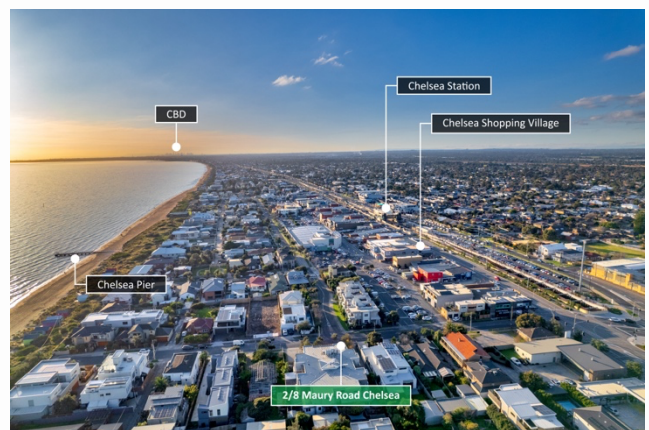 Chelsea Station
CBD
Chelsea Shopping Village
Chelsea Pier
2/8 Maury Road Chelsea